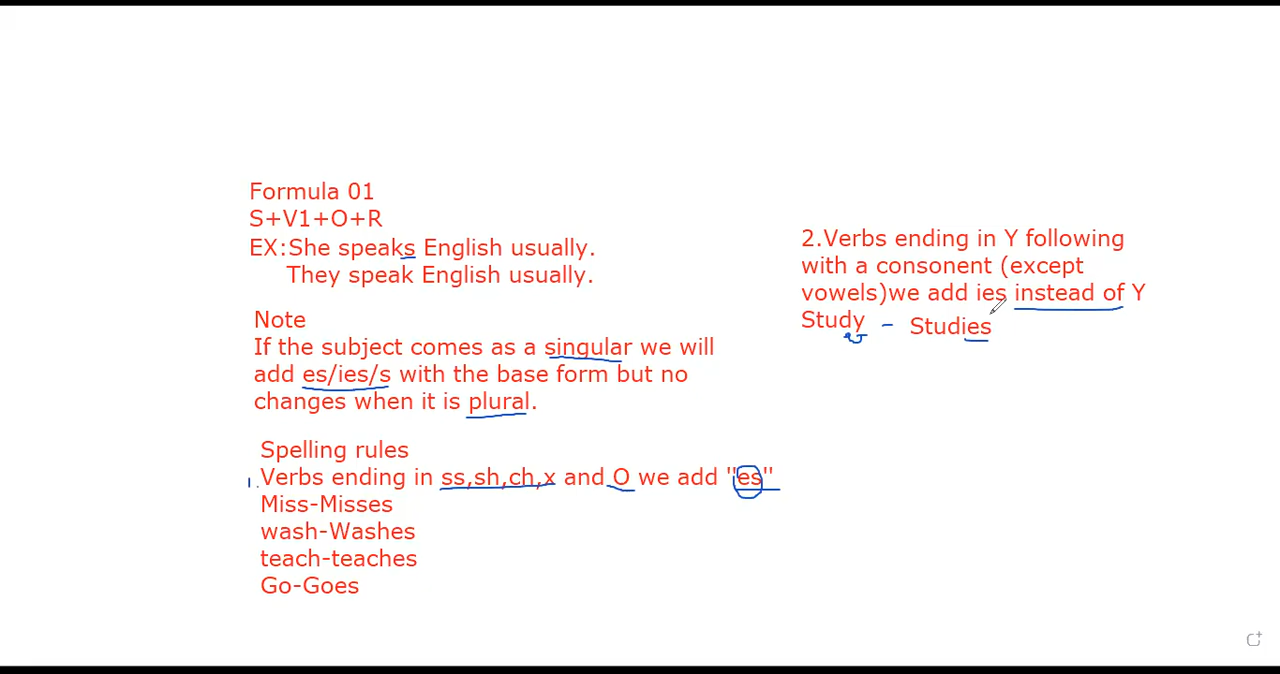 Formula 01
S+V1+O+R
EX:She speaks English usually.
They speak English usually.
Note
If the subject comes as a singular we will
add es/ies/s with the base form but no
changes when it is plural.
Spelling rules
1.Verbs ending in ss,sh,ch,x and O we add "es"
Miss-Misses
wash-Washes
teach-teaches
Go-Goes
2.Verbs ending in Y following
with a consonent (except
vowels)we add ies instead of Y
Study - Studies